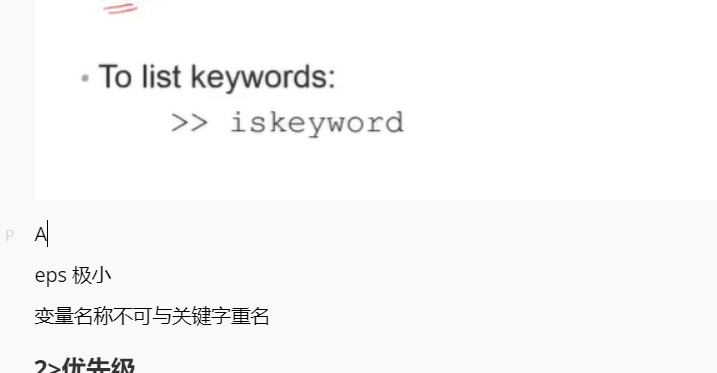 • To list keywords:
>> iskeyword
P
A
eps 极小
变量名称不可与关键字重名
2>优先级